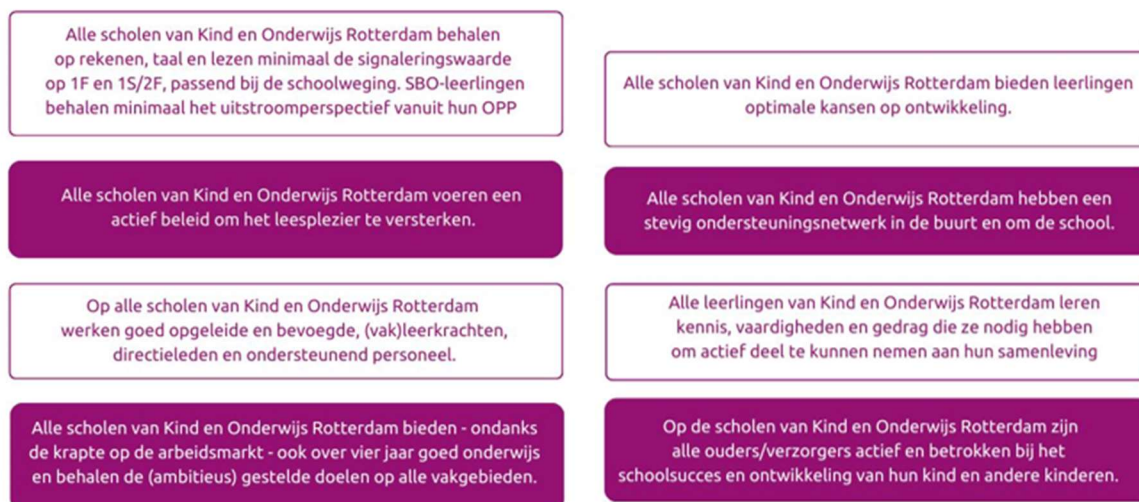 Alle scholen van Kind en Onderwijs Rotterdam behalen
op rekenen, taal en lezen minimaal de signaleringswaarde
op 1F en 1S/2F, passend bij de schoolweging. SBO-leerlingen
behalen minimaal het uitstroomperspectief vanuit hun OPP
Alle scholen van Kind en Onderwijs Rotterdam voeren een
actief beleid om het leesplezier te versterken.
Op alle scholen van Kind en Onderwijs Rotterdam
werken goed opgeleide en bevoegde, (vak)leerkrachten,
directieleden en ondersteunend personeel.
Alle scholen van Kind en Onderwijs Rotterdam bieden - ondanks
de krapte op de arbeidsmarkt - ook over vier jaar goed onderwijs
en behalen de (ambitieus) gestelde doelen op alle vakgebieden.
Alle scholen van Kind en Onderwijs Rotterdam bieden leerlingen
optimale kansen op ontwikkeling.
Alle scholen van Kind en Onderwijs Rotterdam hebben een
stevig ondersteuningsnetwerk in de buurt en om de school.
Alle leerlingen van Kind en Onderwijs Rotterdam leren
kennis, vaardigheden en gedrag die ze nodig hebben
om actief deel te kunnen nemen aan hun samenleving
Op de scholen van Kind en Onderwijs Rotterdam zijn
alle ouders/verzorgers actief en betrokken bij het
schoolsucces en ontwikkeling van hun kind en andere kinderen.